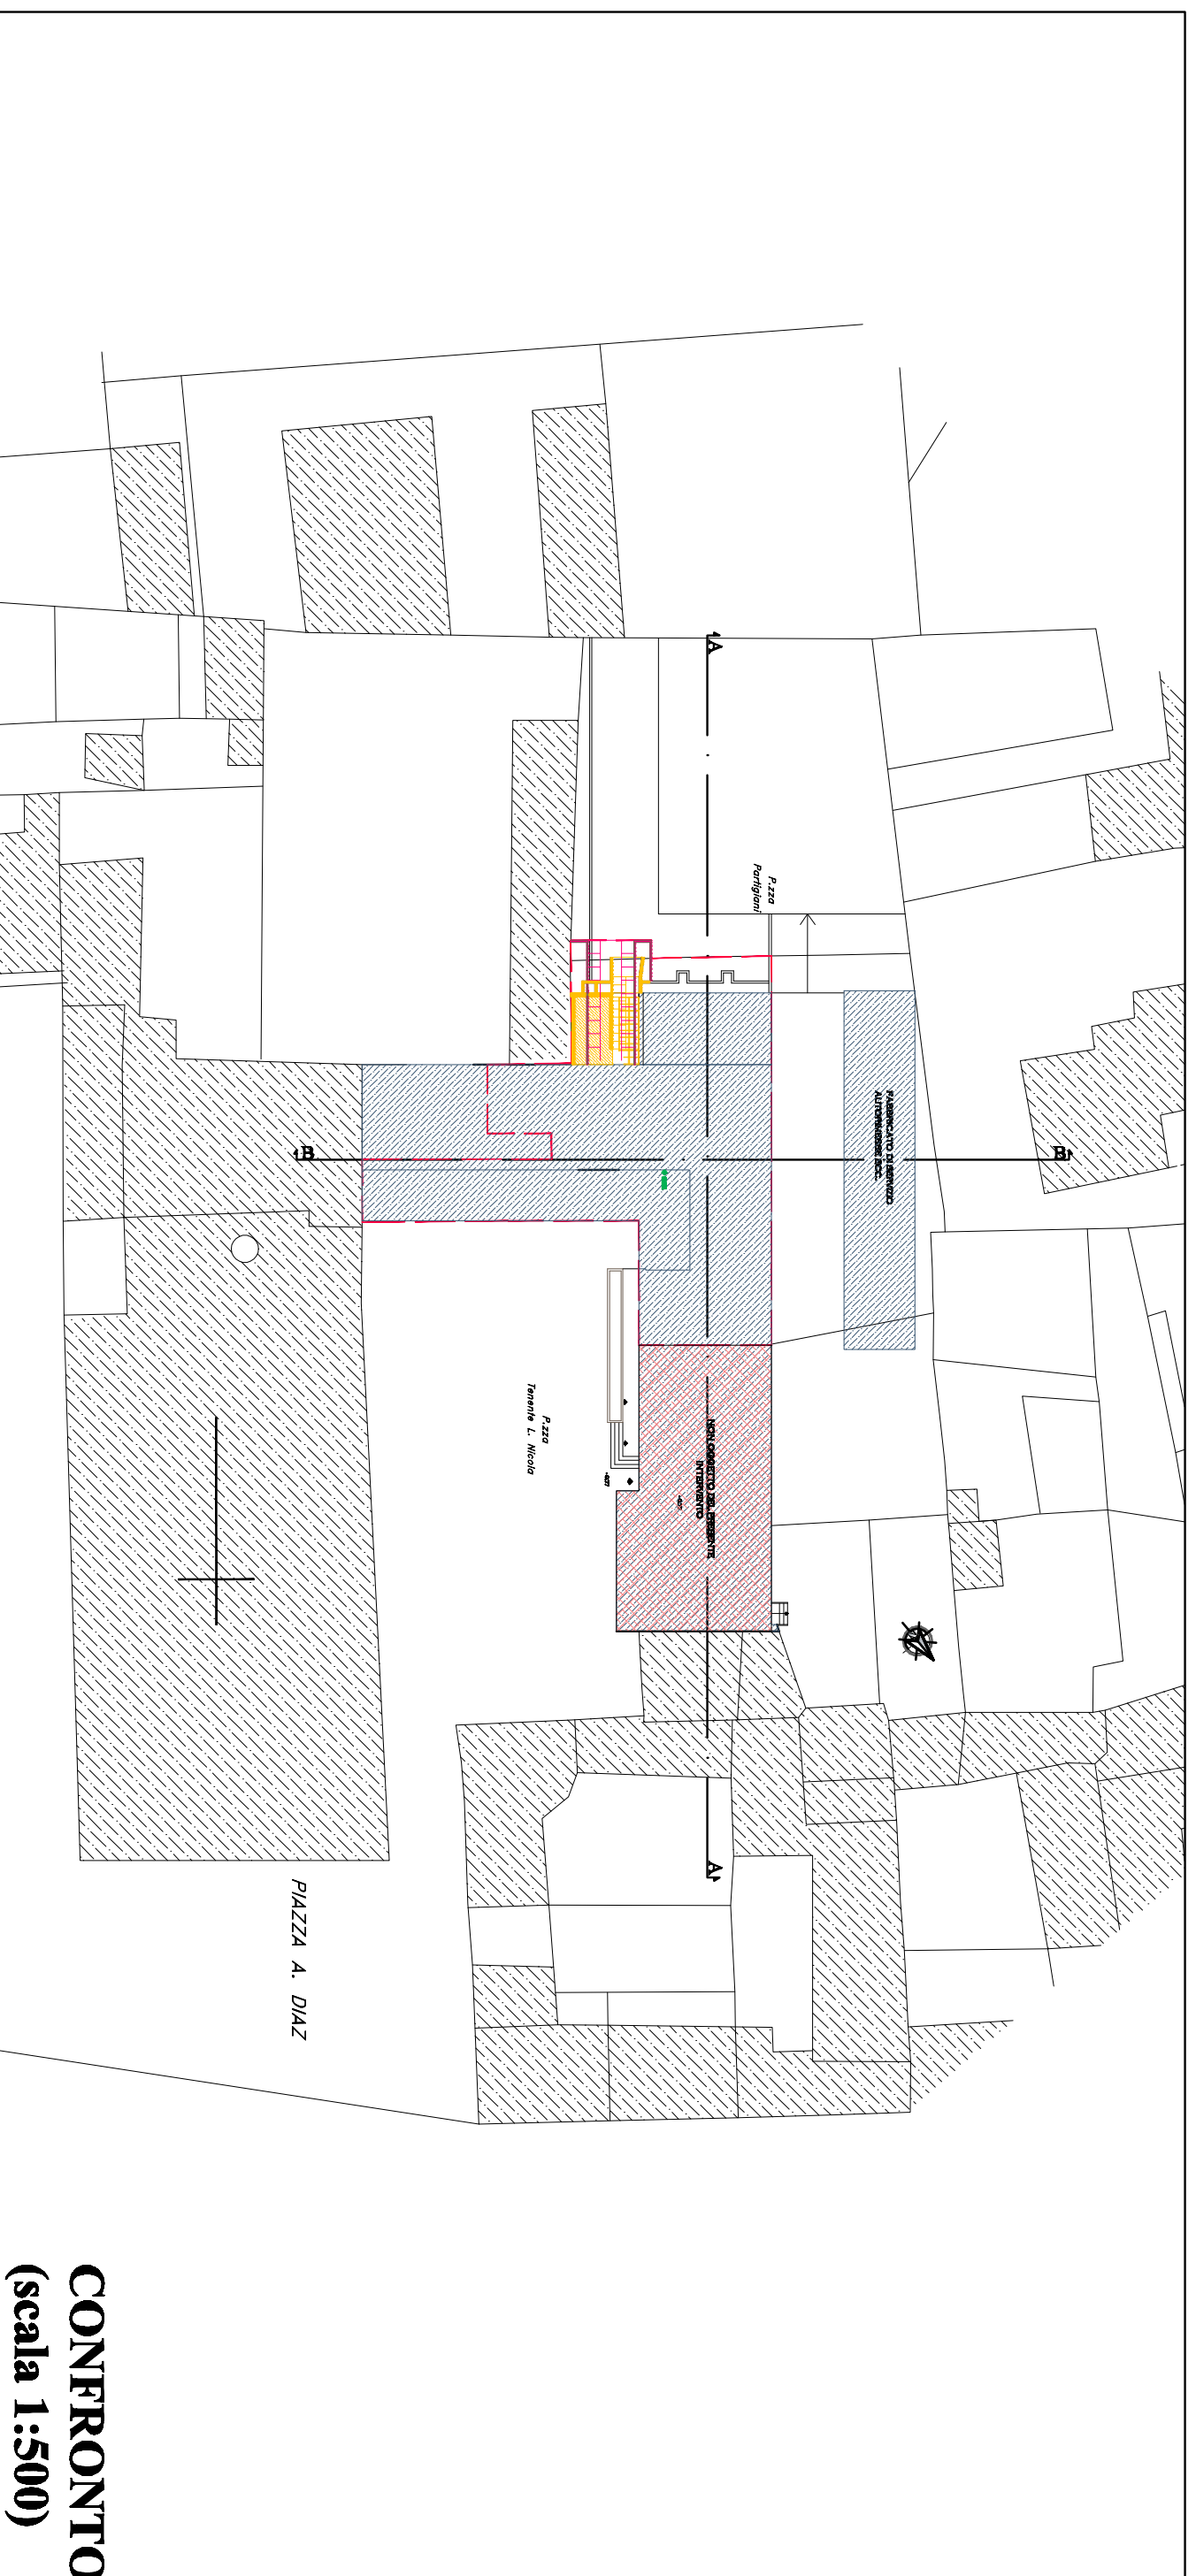 FABBRICATO DI SERVIZIO
AUTORIMESSE ECC.
B
B
A
P.zza
Partigiani
NON OGGETTO DEL PRESENTE
INTERVENTO
A
P.zza
Tenente L. Nicola
PIAZZA A. DIAZ
CONFRONTO
(scala 1:500)